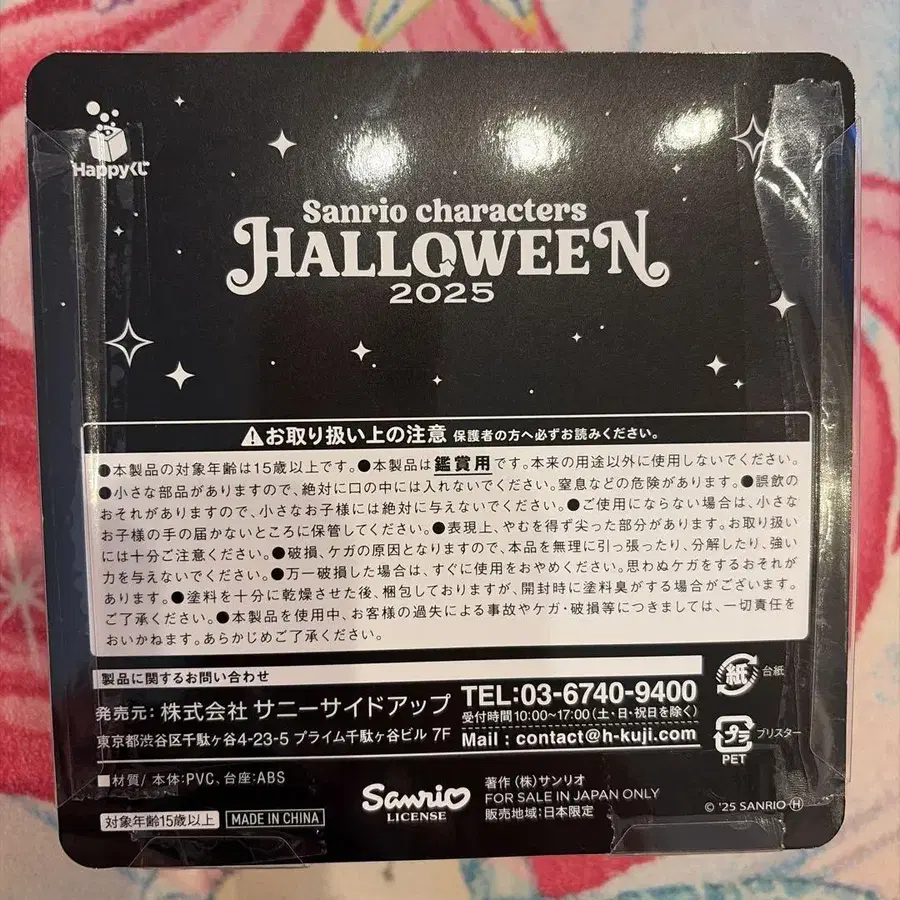 Happyくじ
Sanrio characters
HALLOWEEN
2025
お取り扱い上の注意 保護者の方へ必ずお読みください。
●本製品の対象年齢は15歳以上です。●本製品は鑑賞用です。本来の用途以外に使用しないでください。
●小さな部品がありますので、絶対に口の中には入れないでください。窒息などの危険があります。●誤飲の
おそれがありますので、小さなお子様には絶対に与えないでください。●ご使用にならない場合は、小さな
お子様の手の届かないところに保管してください。●表現上、やむを得ず尖った部分があります。お取り扱い
には十分ご注意ください。●破損、ケガの原因となりますので、本品を無理に引っ張ったり、分解したり、強い
力を与えないでください。●万一破損した場合は、すぐに使用をおやめください。思わぬケガをするおそれが
あります。●塗料を十分に乾燥させた後、梱包しておりますが、開封時に塗料臭がする場合がございます。
ご了承ください。●本製品を使用中、お客様の過失による事故やケガ・破損等につきましては、一切責任を
おいかねます。あらかじめご了承ください。
製品に関するお問い合わせ
発売元：株式会社 サニーサイドアップ
東京都渋谷区千駄ヶ谷4-23-5 プライム千駄ヶ谷ビル 7F
TEL:03-6740-9400
受付時間10:00~17:00（土・日・祝日を除く）
Mail：contact@h-kuji.com
紙 台紙
プラ ブリスター
PET
■材質/ 本体:PVC、台座:ABS
対象年齢15歳以上
MADE IN CHINA
Sanrio
LICENSE
著作（株）サンリオ
FOR SALE IN JAPAN ONLY
販売地域：日本限定
© '25 SANRIO Ⓗ